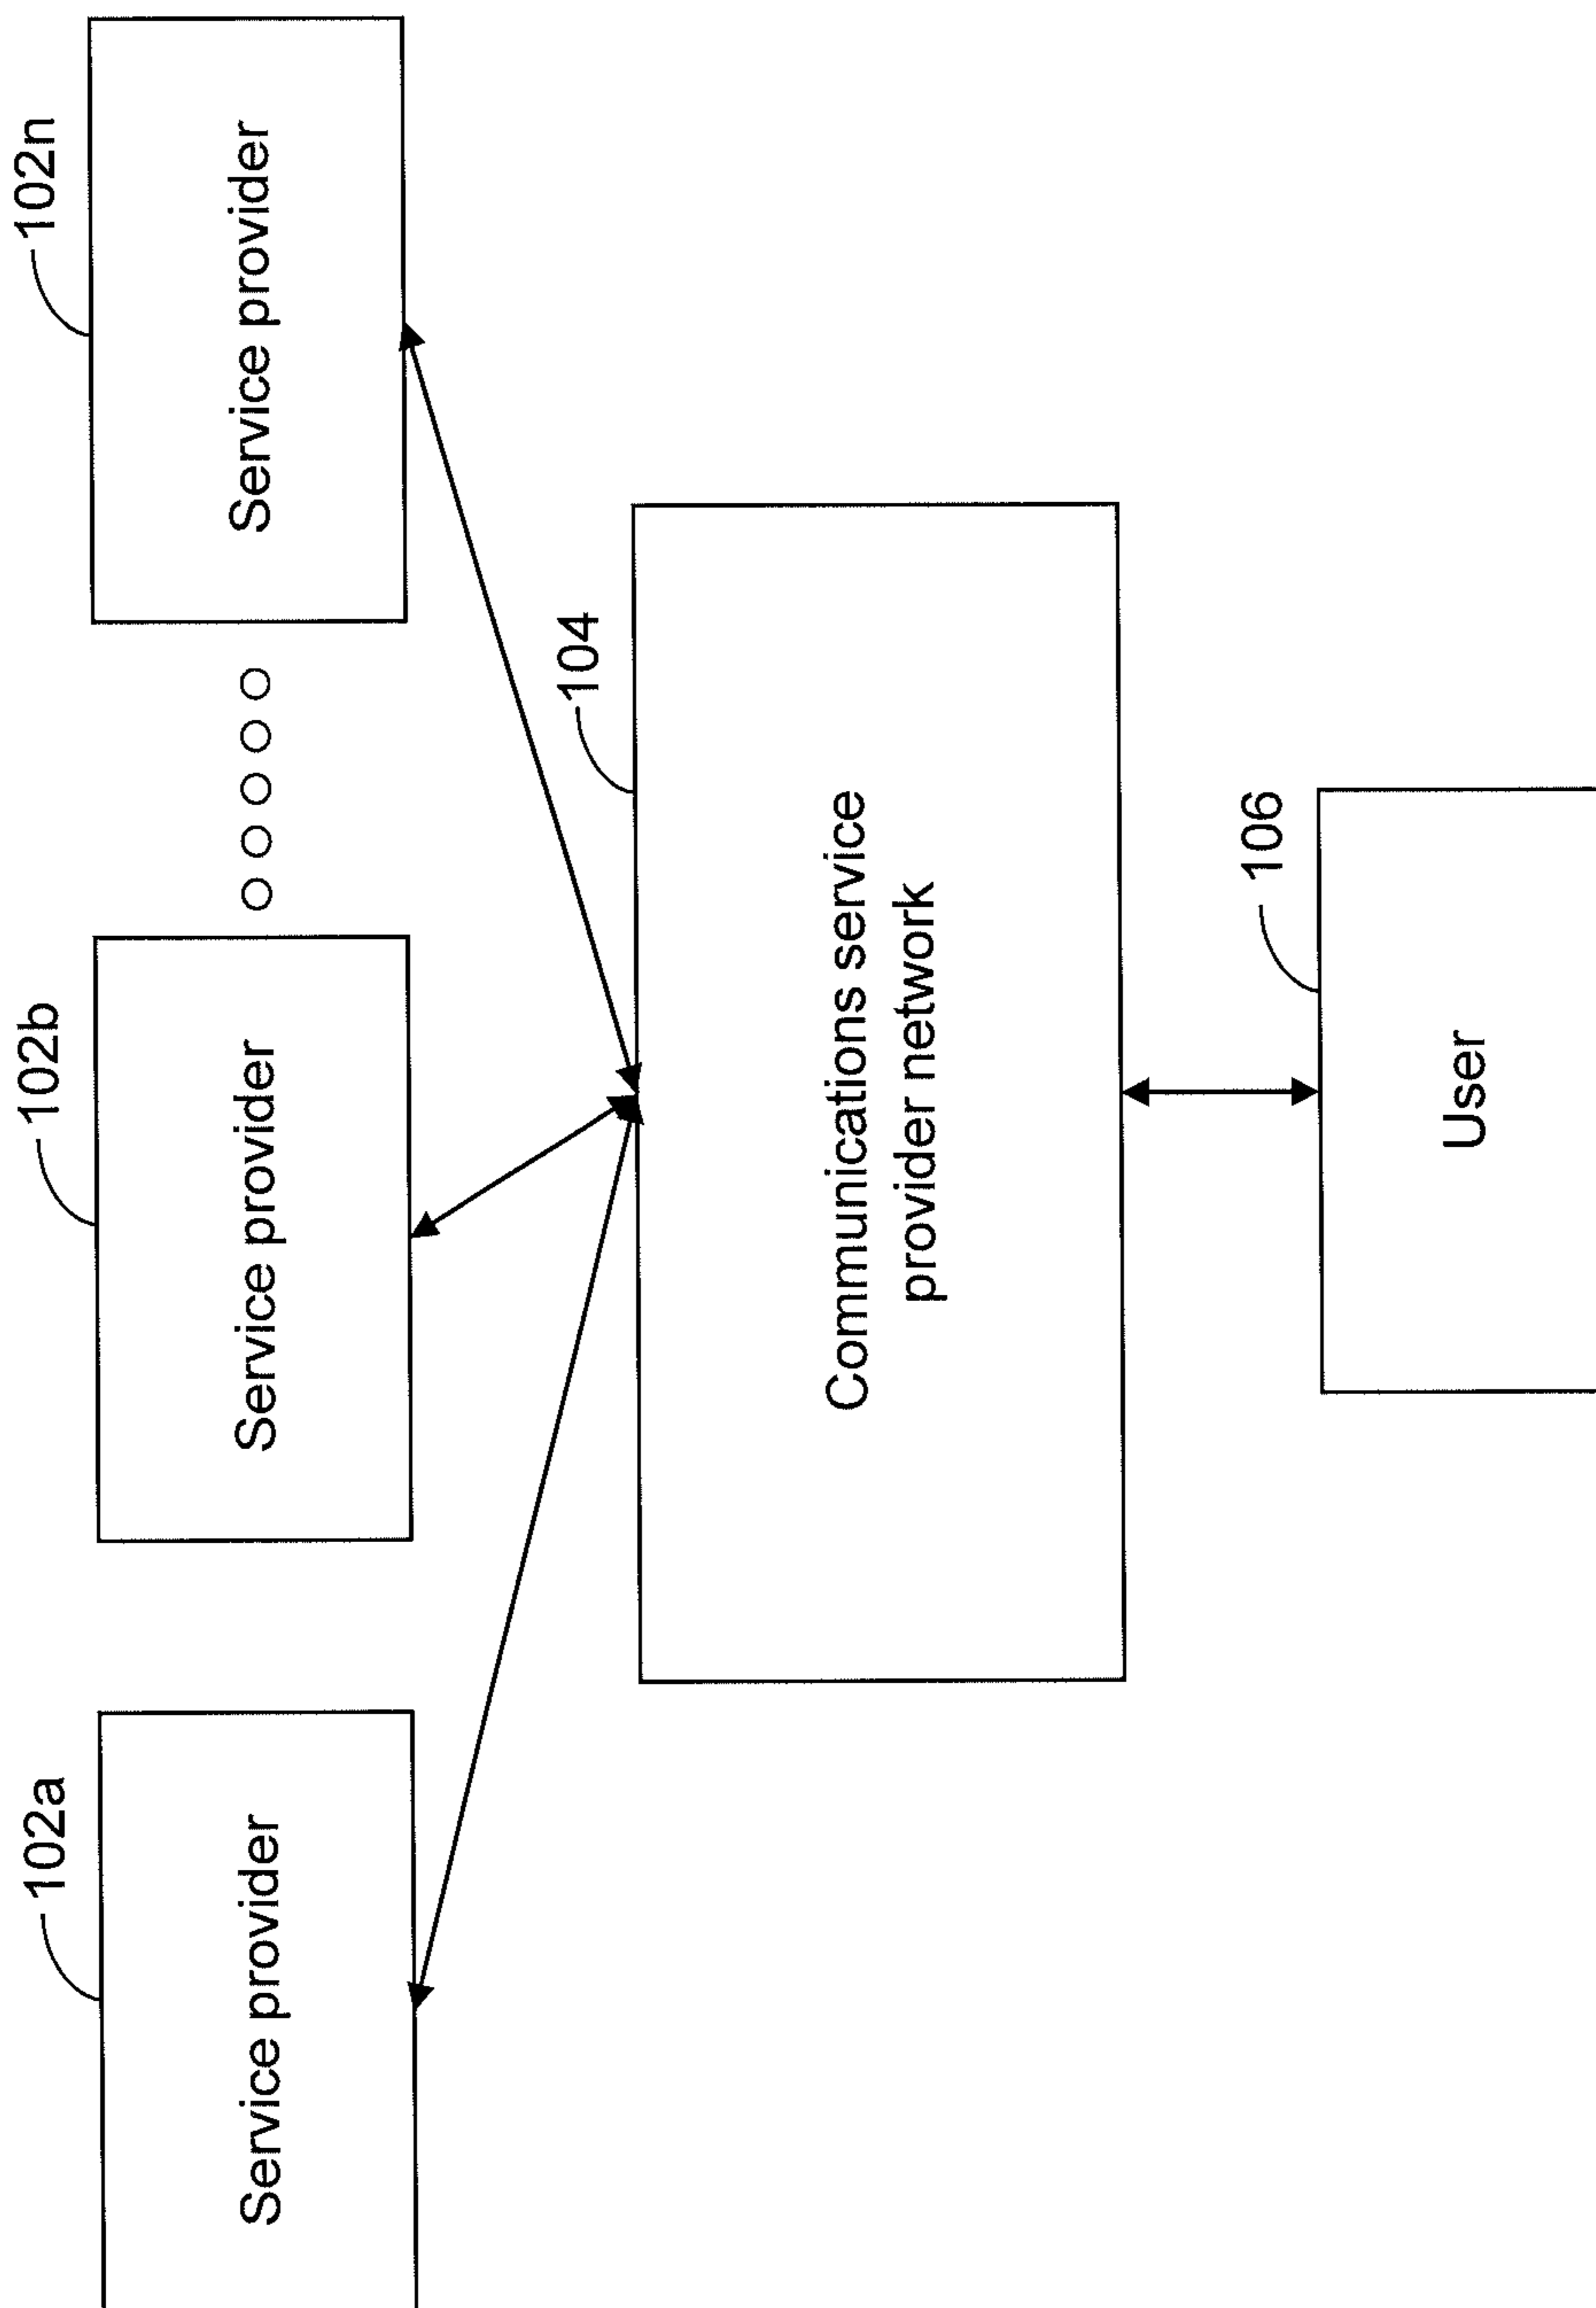 102a
102b
102n
Service provider
Service provider
Service provider
104
Communications service
provider network
106
User